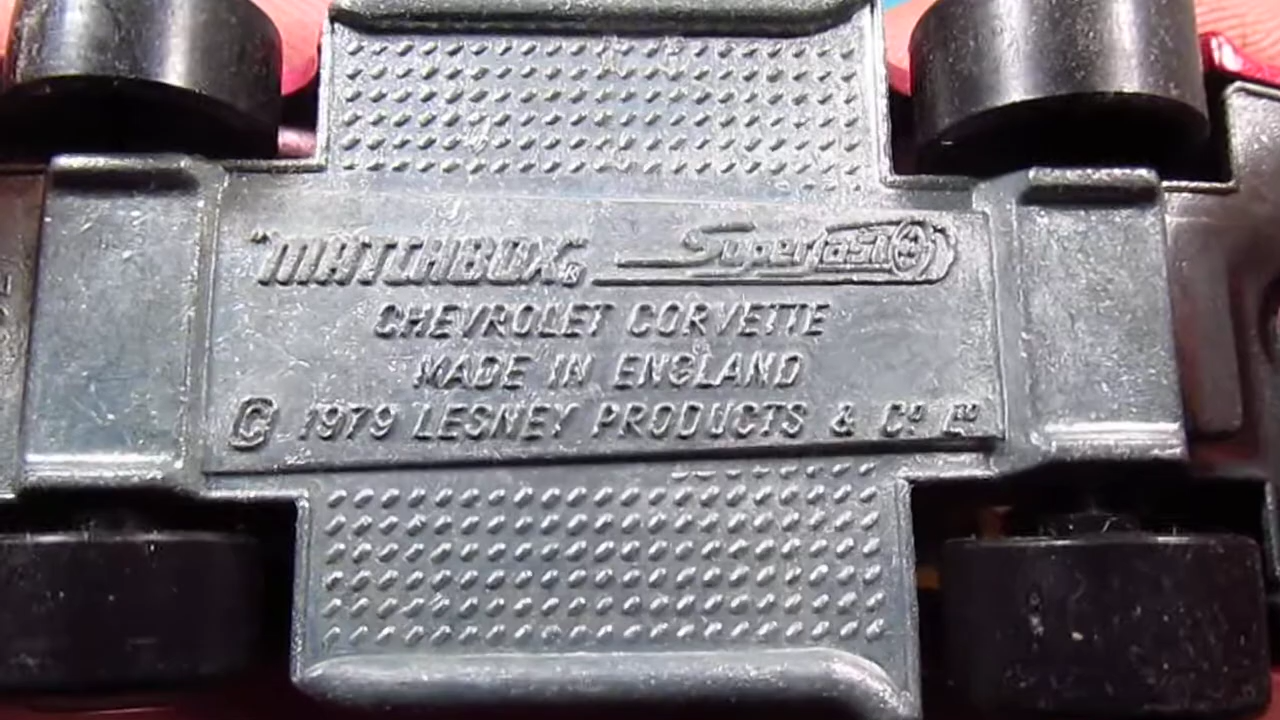 "MATCHBOX"® Superfast
CHEVROLET CORVETTE
MADE IN ENGLAND
© 1979 LESNEY PRODUCTS & Cº Lᵀᴰ